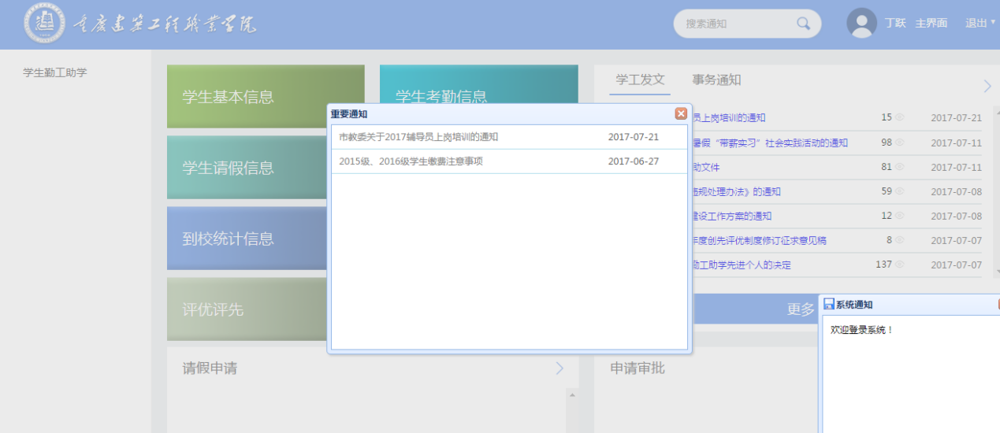 重庆建筑工程职业学院
搜索通知
丁跃 主界面 退出
学生勤工助学
学生基本信息
学生考勤信息
学生请假信息
到校统计信息
评优评先
重要通知
市教委关于2017辅导员上岗培训的通知 2017-07-21
2015级、2016级学生缴费注意事项 2017-06-27
学工发文 事务通知
员上岗培训的通知 15 2017-07-21
暑假“带薪实习”社会实践活动的通知 98 2017-07-11
助文件 81 2017-07-11
违规处理办法》的通知 59 2017-07-08
建设工作方案的通知 12 2017-07-08
年度创先评优制度修订征求意见稿 8 2017-07-07
勤工助学先进个人的决定 137 2017-07-07
更多
系统通知
欢迎登录系统！
请假申请
申请审批